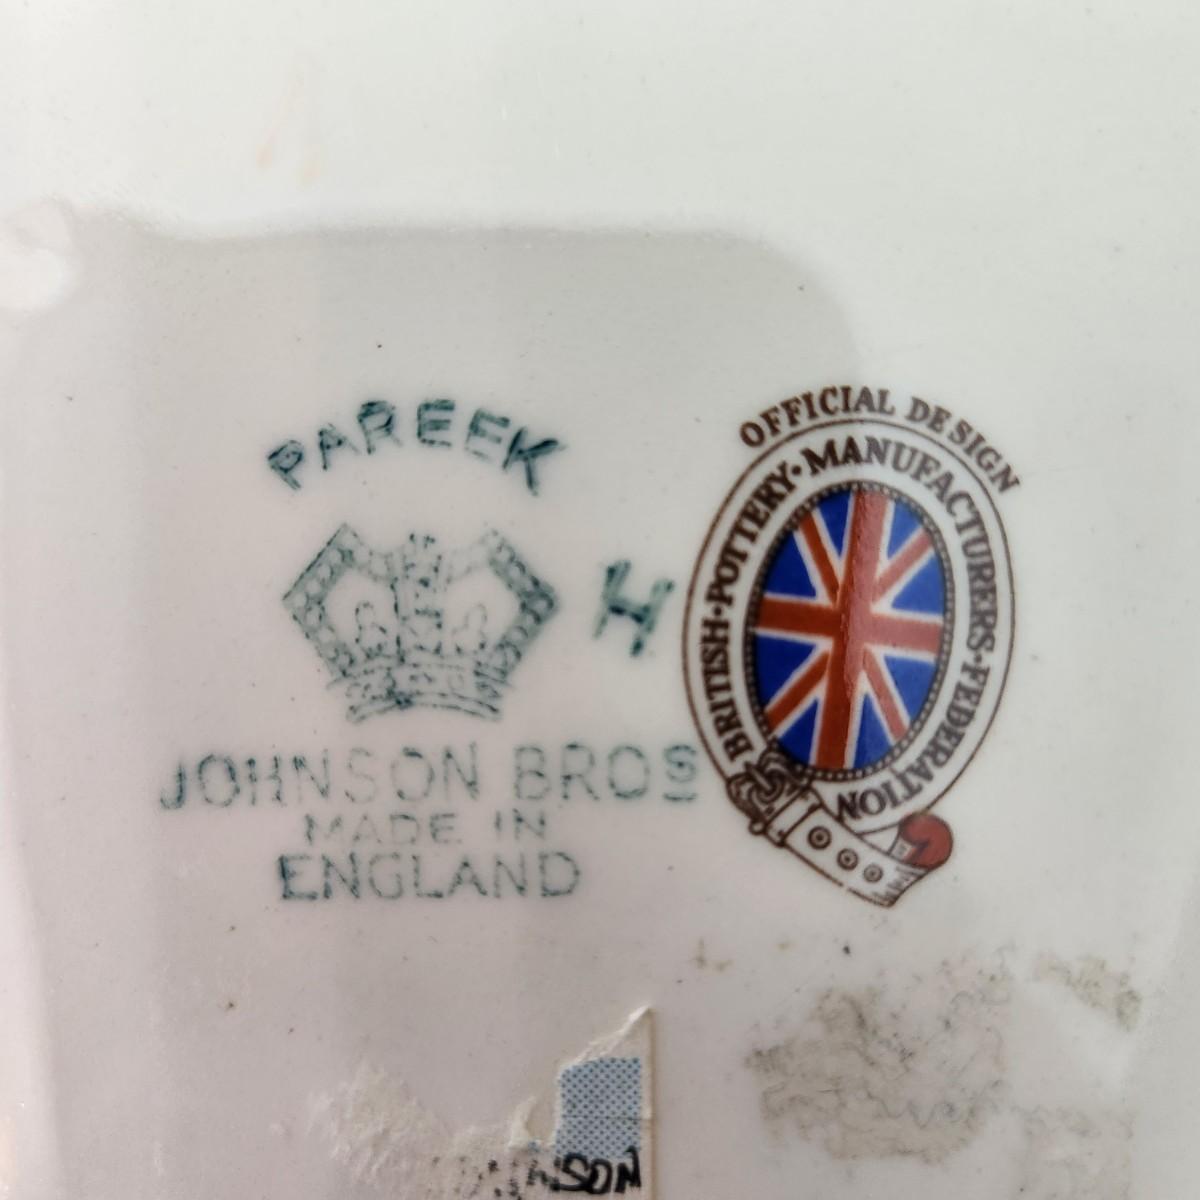 PAREEK
H
JOHNSON BROS
MADE IN
ENGLAND
OFFICIAL DESIGN
BRITISH·POTTERY·MANUFACTURERS·FEDERATION